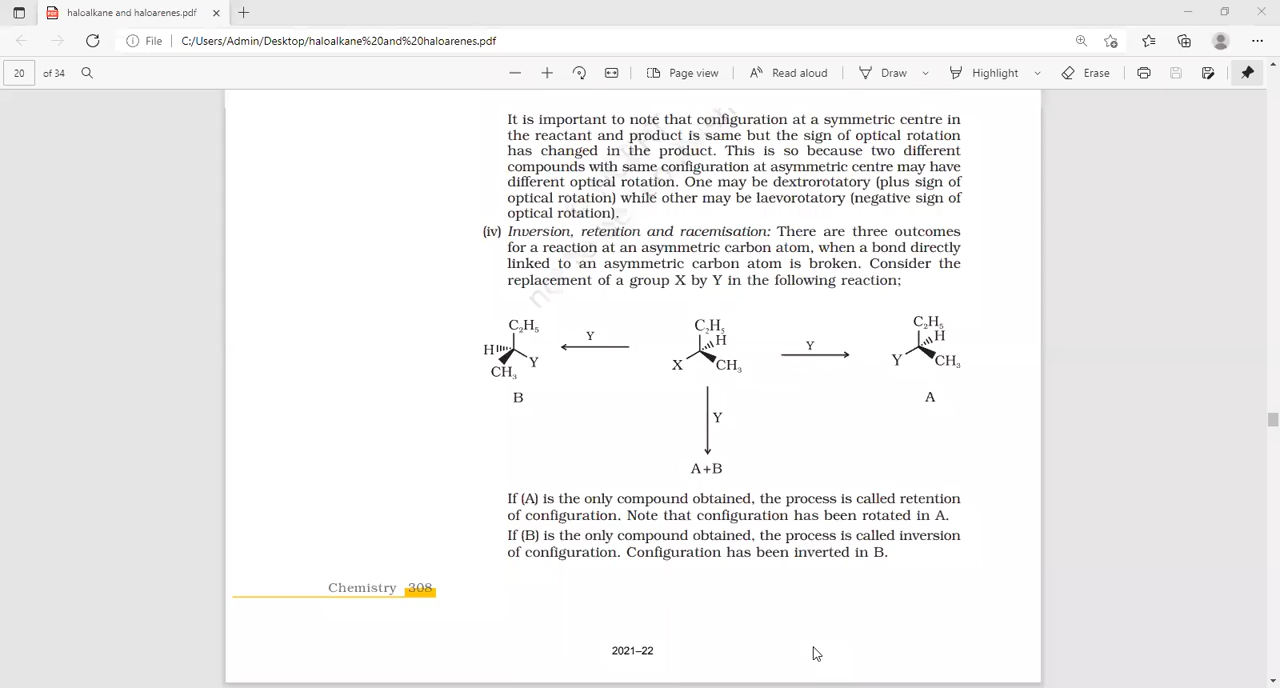 haloalkane and haloarenes.pdf
File C:/Users/Admin/Desktop/haloalkane%20and%20haloarenes.pdf
20 of 34 Page view Read aloud Draw Highlight Erase
It is important to note that configuration at a symmetric centre in
the reactant and product is same but the sign of optical rotation
has changed in the product. This is so because two different
compounds with same configuration at asymmetric centre may have
different optical rotation. One may be dextrorotatory (plus sign of
optical rotation) while other may be laevorotatory (negative sign of
optical rotation).
(iv) Inversion, retention and racemisation: There are three outcomes
for a reaction at an asymmetric carbon atom, when a bond directly
linked to an asymmetric carbon atom is broken. Consider the
replacement of a group X by Y in the following reaction;
C₂H₅ C₂H₅ C₂H₅
H Y Y H Y H
CH₃ X CH₃ Y CH₃
B A
Y
A+B
If (A) is the only compound obtained, the process is called retention
of configuration. Note that configuration has been rotated in A.
If (B) is the only compound obtained, the process is called inversion
of configuration. Configuration has been inverted in B.
Chemistry 308
2021–22